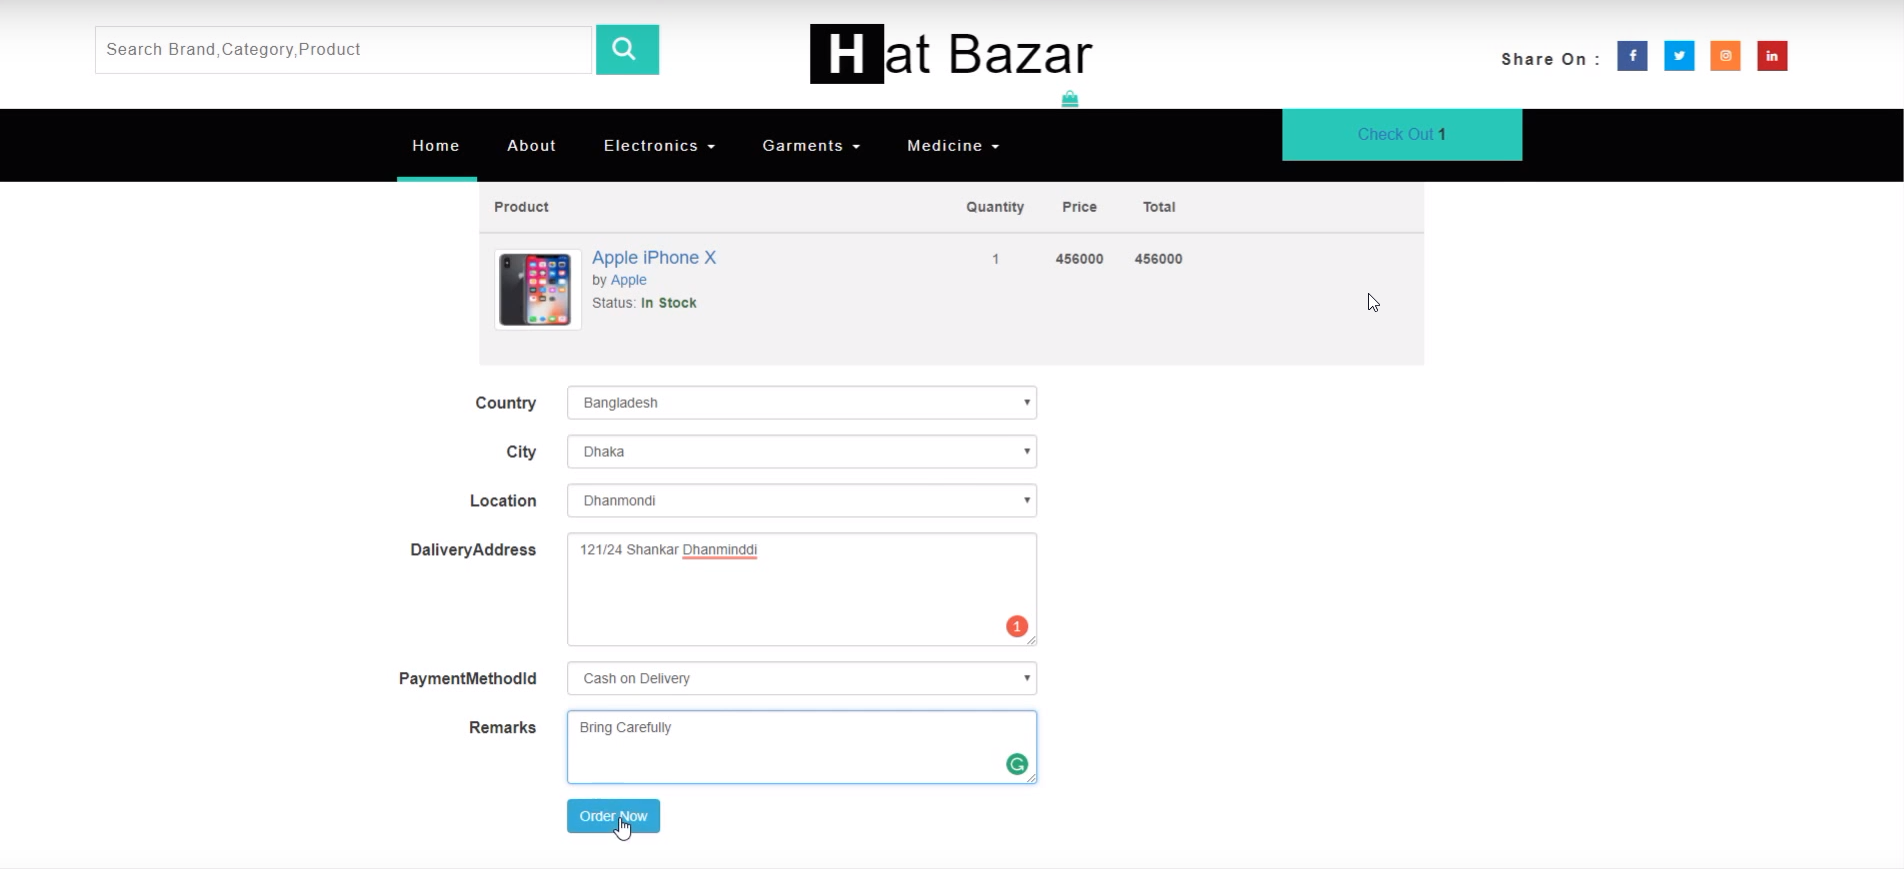 Search Brand,Category,Product
Hat Bazar
Share On :
Home About Electronics Garments Medicine
Check Out 1
Product Quantity Price Total
Apple iPhone X 1 456000 456000
by Apple
Status: In Stock
Country Bangladesh
City Dhaka
Location Dhanmondi
DaliveryAddress 121/24 Shankar Dhanminddi
1
PaymentMethodId Cash on Delivery
Remarks Bring Carefully
Order Now